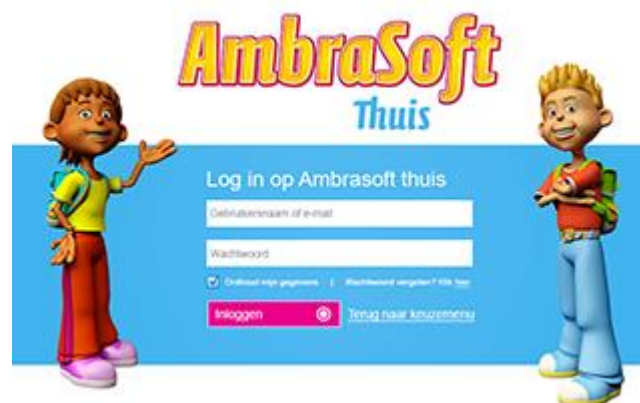 AmbraSoft
Thuis
Log in op Ambrasoft thuis
Gebruikersnaam of e-mail
Wachtwoord
Onthoud mijn gegevens | Wachtwoord vergeten? Klik hier
Inloggen Terug naar keuzemenu